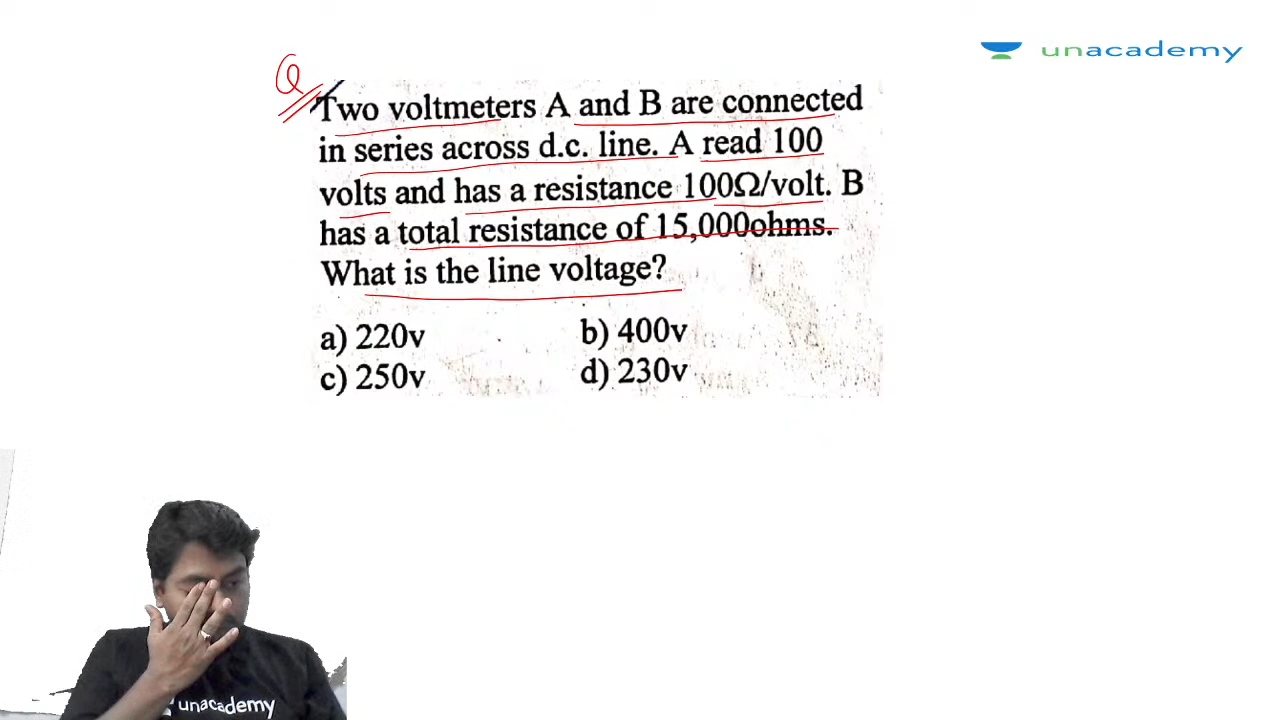 unacademy
Q
Two voltmeters A and B are connected
in series across d.c. line. A read 100
volts and has a resistance 100Ω/volt. B
has a total resistance of 15,000ohms.
What is the line voltage?
a) 220v b) 400v
c) 250v d) 230v
unacademy